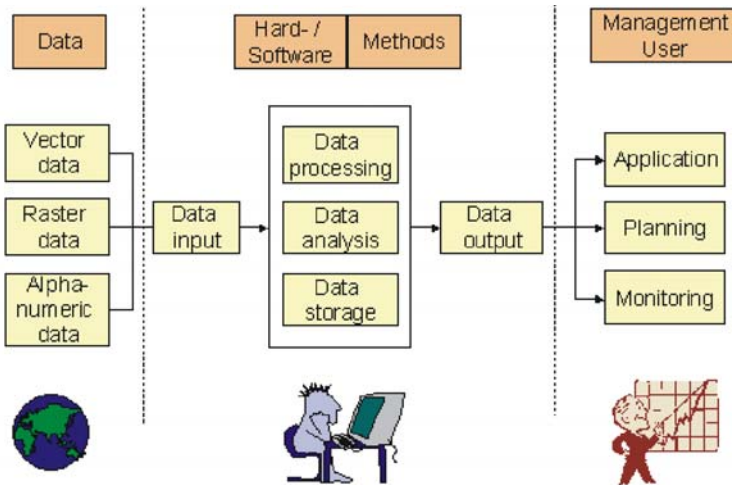 Data
Hard- /
Software
Methods
Management
User
Vector
data
Raster
data
Alpha-
numeric
data
Data
input
Data
processing
Data
analysis
Data
storage
Data
output
Application
Planning
Monitoring